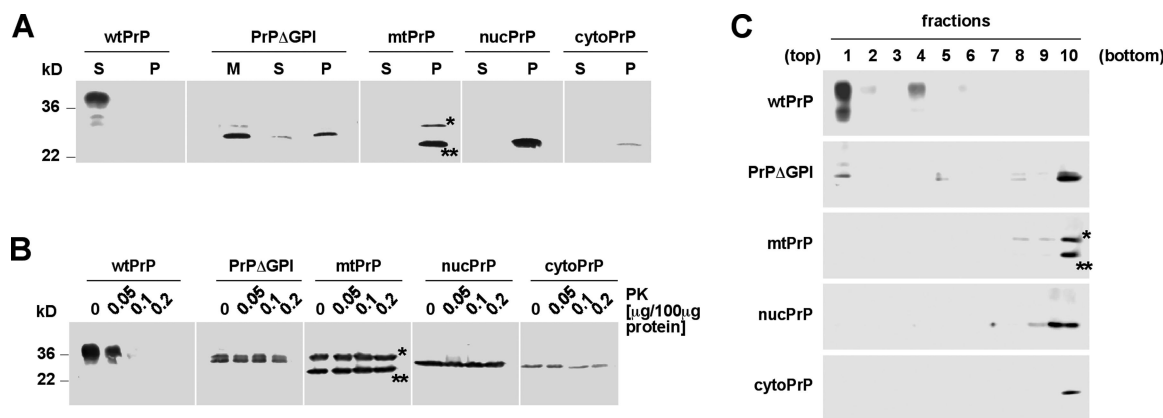 A
wtPrP PrPΔGPI mtPrP nucPrP cytoPrP
kD S P M S P S P S P S P
36
*
22
**
B
wtPrP PrPΔGPI mtPrP nucPrP cytoPrP
kD 0 0.05 0.1 0.2 0 0.05 0.1 0.2 0 0.05 0.1 0.2 0 0.05 0.1 0.2 0 0.05 0.1 0.2
PK
[µg/100µg
protein]
36
*
22
**
C
fractions
(top) 1 2 3 4 5 6 7 8 9 10 (bottom)
wtPrP
PrPΔGPI
mtPrP
*
**
nucPrP
cytoPrP